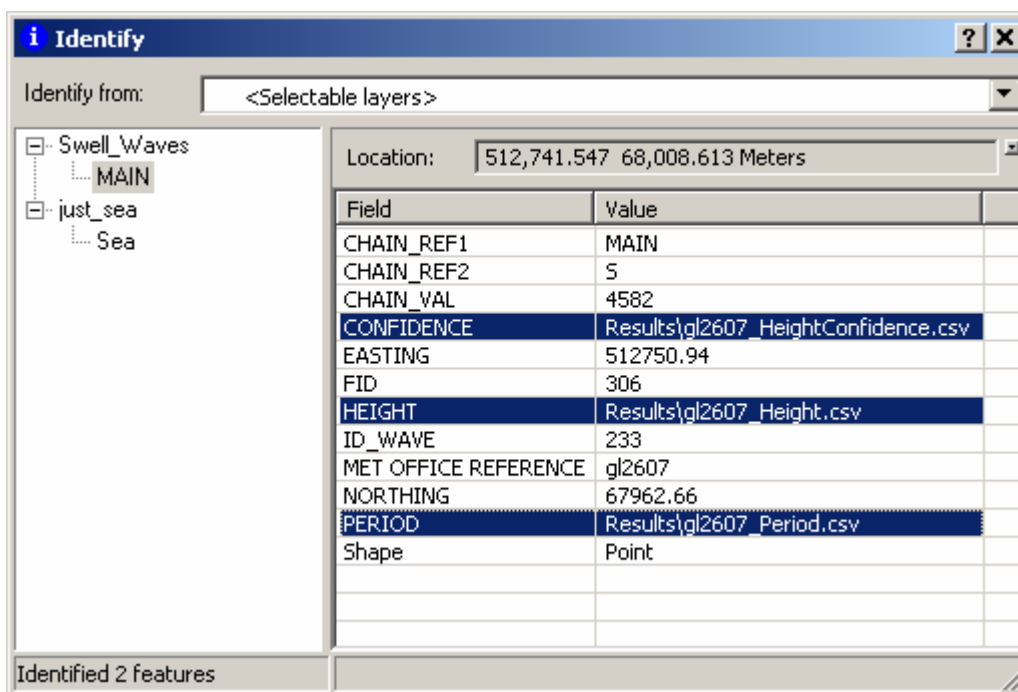 Identify
Identify from: <Selectable layers>
Swell_Waves
MAIN
just_sea
Sea
Location: 512,741.547 68,008.613 Meters
Field Value
CHAIN_REF1 MAIN
CHAIN_REF2 S
CHAIN_VAL 4582
CONFIDENCE Results\gl2607_HeightConfidence.csv
EASTING 512750.94
FID 306
HEIGHT Results\gl2607_Height.csv
ID_WAVE 233
MET OFFICE REFERENCE gl2607
NORTHING 67962.66
PERIOD Results\gl2607_Period.csv
Shape Point
Identified 2 features